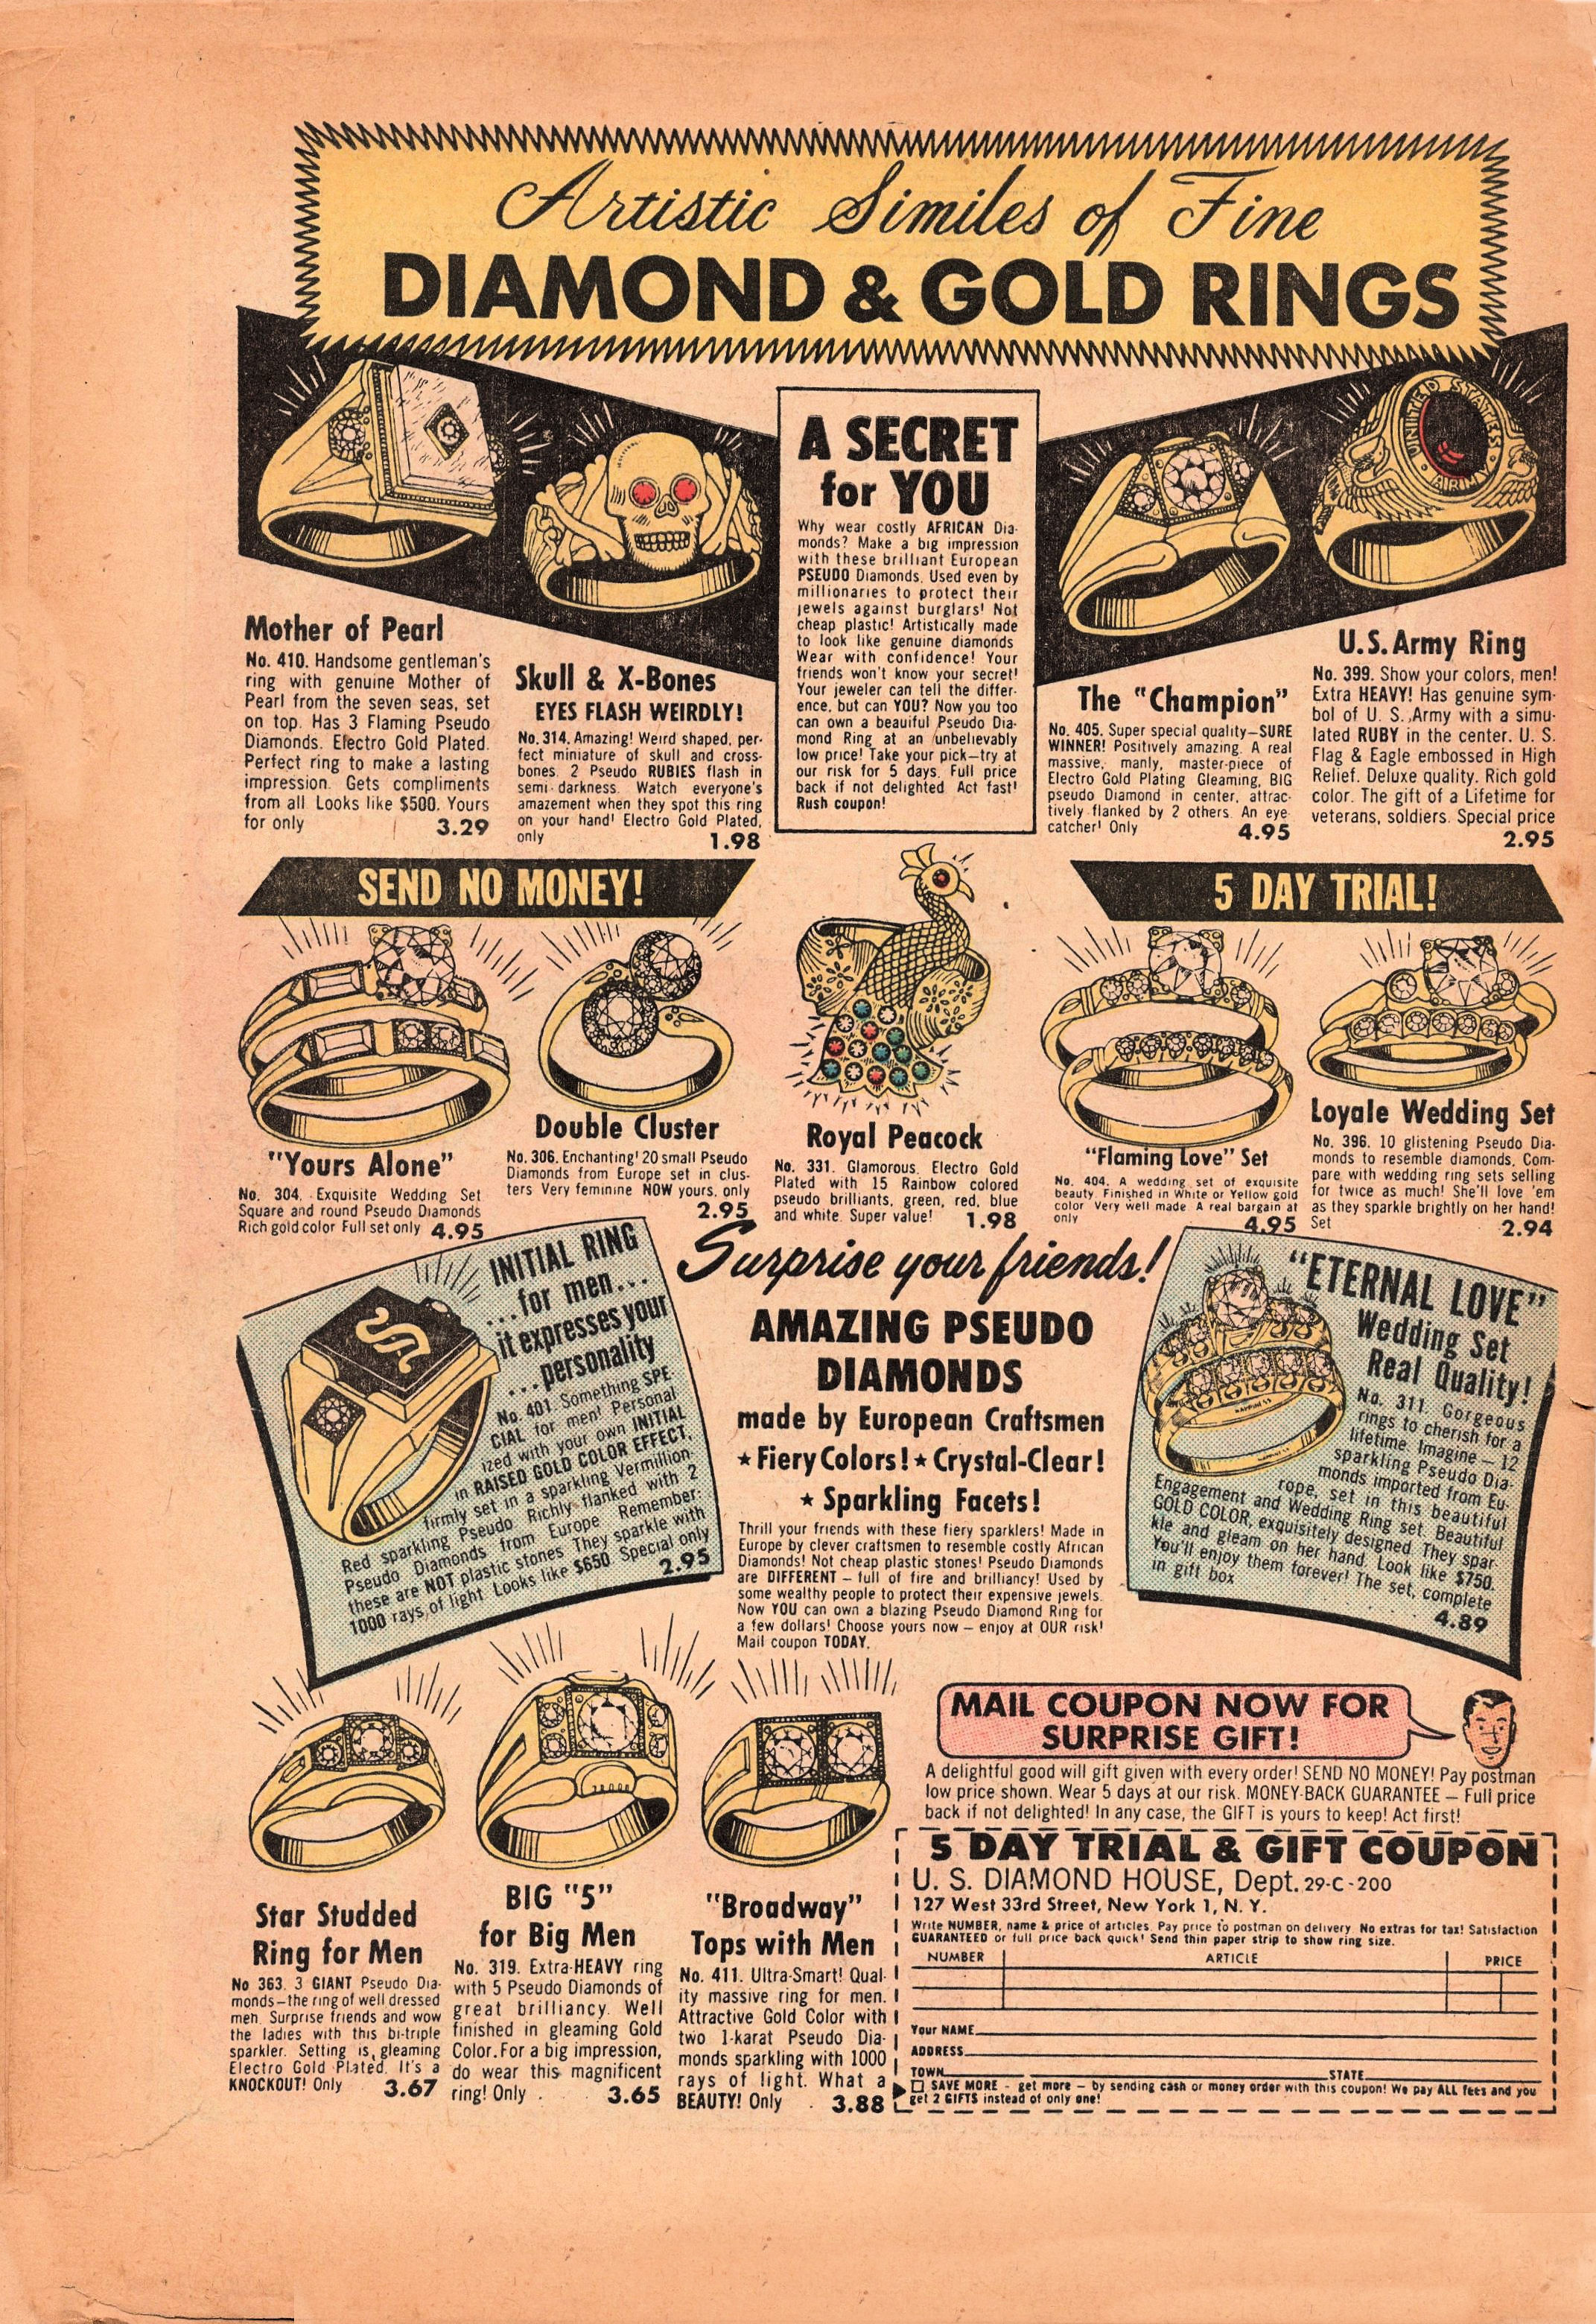 Artistic Similes of Fine
DIAMOND & GOLD RINGS
Mother of Pearl
No. 410. Handsome gentleman's
ring with genuine Mother of
Pearl from the seven seas, set
on top. Has 3 Flaming Pseudo
Diamonds. Electro Gold Plated.
Perfect ring to make a lasting
impression. Gets compliments
from all Looks like $500. Yours
for only 3.29
Skull & X-Bones
EYES FLASH WEIRDLY!
No. 314. Amazing! Weird shaped, per-
fect miniature of skull and cross-
bones. 2 Pseudo RUBIES flash in
semi-darkness. Watch everyone's
amazement when they spot this ring
on your hand! Electro Gold Plated,
only 1.98
A SECRET
for YOU
Why wear costly AFRICAN Dia-
monds? Make a big impression
with these brilliant European
PSEUDO Diamonds. Used even by
millionaries to protect their
jewels against burglars! Not
cheap plastic! Artistically made
to look like genuine diamonds
Wear with confidence! Your
friends won't know your secret!
Your jeweler can tell the differ-
ence, but can YOU? Now you too
can own a beauiful Pseudo Dia-
mond Ring at an unbelievably
low price! Take your pick—try at
our risk for 5 days. Full price
back if not delighted Act fast!
Rush coupon!
The "Champion"
No. 405. Super special quality—SURE
WINNER! Positively amazing. A real
massive, manly, master-piece of
Electro Gold Plating Gleaming, BIG
pseudo Diamond in center, attrac-
tively flanked by 2 others. An eye-
catcher! Only 4.95
UNITED STATES
ARMY
U.S. Army Ring
No. 399. Show your colors, men!
Extra HEAVY! Has genuine sym-
bol of U. S. Army with a simu-
lated RUBY in the center. U. S.
Flag & Eagle embossed in High
Relief. Deluxe quality. Rich gold
color. The gift of a Lifetime for
veterans, soldiers. Special price
2.95
SEND NO MONEY!
5 DAY TRIAL!
"Yours Alone"
No. 304. Exquisite Wedding Set
Square and round Pseudo Diamonds
Rich gold color Full set only 4.95
Double Cluster
No. 306. Enchanting! 20 small Pseudo
Diamonds from Europe set in clus-
ters Very feminine NOW yours, only
2.95
Royal Peacock
No. 331. Glamorous, Electro Gold
Plated with 15 Rainbow colored
pseudo brilliants, green, red, blue
and white. Super value! 1.98
"Flaming Love" Set
No. 404. A wedding set of exquisite
beauty. Finished in White or Yellow gold
color Very well made A real bargain at
only 4.95
Loyale Wedding Set
No. 396. 10 glistening Pseudo Dia-
monds to resemble diamonds. Com-
pare with wedding ring sets selling
for twice as much! She'll love 'em
as they sparkle brightly on her hand!
Set 2.94
INITIAL RING
...for men...
it expresses your
...personality
No. 401 Something SPE-
CIAL for men! Personal-
ized with your own INITIAL
in RAISED GOLD COLOR EFFECT,
firmly set in a sparkling Vermillion-
Red sparkling Pseudo Richly flanked with 2
Pseudo Diamonds from Europe Remember:
these are NOT plastic stones They sparkle with
1000 rays of light Looks like $650 Special only
2.95
Surprise your friends!
AMAZING PSEUDO
DIAMONDS
made by European Craftsmen
★ Fiery Colors! ★ Crystal-Clear!
★ Sparkling Facets!
Thrill your friends with these fiery sparklers! Made in
Europe by clever craftsmen to resemble costly African
Diamonds! Not cheap plastic stones! Pseudo Diamonds
are DIFFERENT — full of fire and brilliancy! Used by
some wealthy people to protect their expensive jewels.
Now YOU can own a blazing Pseudo Diamond Ring for
a few dollars! Choose yours now — enjoy at OUR risk!
Mail coupon TODAY.
"ETERNAL LOVE"
Wedding Set
Real Quality!
No. 311. Gorgeous
rings to cherish for a
lifetime Imagine — 12
sparkling Pseudo Dia-
monds imported from Eu-
rope, set in this beautiful
Engagement and Wedding Ring set. Beautiful
GOLD COLOR, exquisitely designed. They spar-
kle and gleam on her hand. Look like $750.
You'll enjoy them forever! The set, complete
in gift box 4.89
Star Studded
Ring for Men
No 363. 3 GIANT Pseudo Dia-
monds—the ring of well dressed
men. Surprise friends and wow
the ladies with this bi-triple
sparkler. Setting is gleaming
Electro Gold Plated. It's a
KNOCKOUT! Only 3.67
BIG "5"
for Big Men
No. 319. Extra-HEAVY ring
with 5 Pseudo Diamonds of
great brilliancy. Well
finished in gleaming Gold
Color. For a big impression,
do wear this magnificent
ring! Only . 3.65
"Broadway"
Tops with Men
No. 411. Ultra-Smart! Qual-
ity massive ring for men.
Attractive Gold Color with
two 1-karat Pseudo Dia-
monds sparkling with 1000
rays of light. What a
BEAUTY! Only . 3.88
MAIL COUPON NOW FOR
SURPRISE GIFT!
A delightful good will gift given with every order! SEND NO MONEY! Pay postman
low price shown. Wear 5 days at our risk. MONEY-BACK GUARANTEE — Full price
back if not delighted! In any case, the GIFT is yours to keep! Act first!
5 DAY TRIAL & GIFT COUPON
U. S. DIAMOND HOUSE, Dept. 29-C-200
127 West 33rd Street, New York 1, N. Y.
Write NUMBER, name & price of articles. Pay price to postman on delivery No extras for tax! Satisfaction
GUARANTEED or full price back quick! Send thin paper strip to show ring size.
NUMBER ARTICLE PRICE
Your NAME
ADDRESS
TOWN STATE
SAVE MORE - get more — by sending cash or money order with this coupon! We pay ALL fees and you
get 2 GIFTS instead of only one!